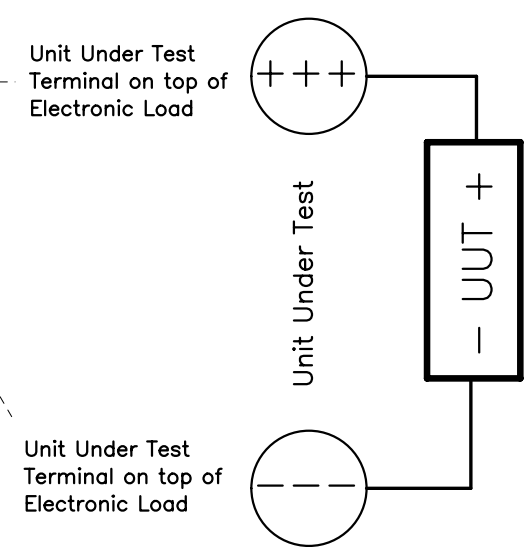 Unit Under Test
Terminal on top of
Electronic Load
+ + +
Unit Under Test
- UUT +
Unit Under Test
Terminal on top of
Electronic Load
- - -